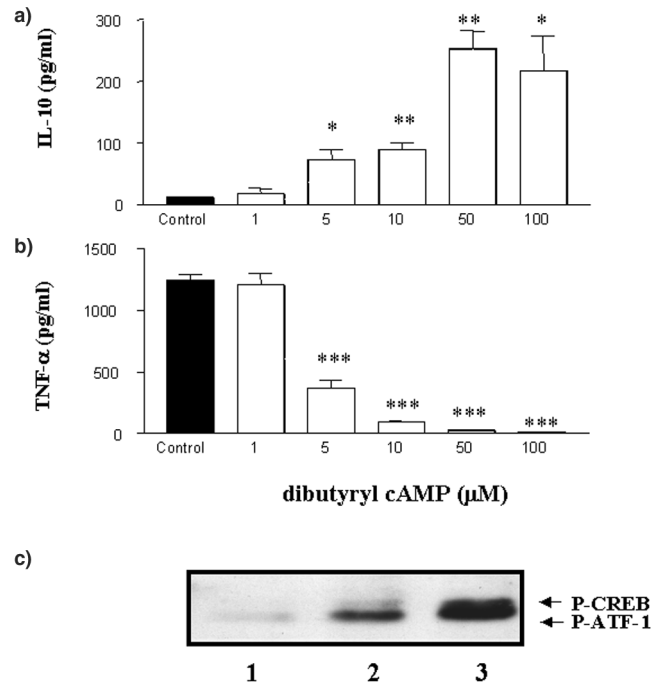 a)
300
200
100
0
IL-10 (pg/ml)
*
**
**
*
Control 1 5 10 50 100
b)
1500
1000
500
0
TNF-α (pg/ml)
***
***
***
***
Control 1 5 10 50 100
dibutyryl cAMP (μM)
c)
P-CREB
P-ATF-1
1 2 3